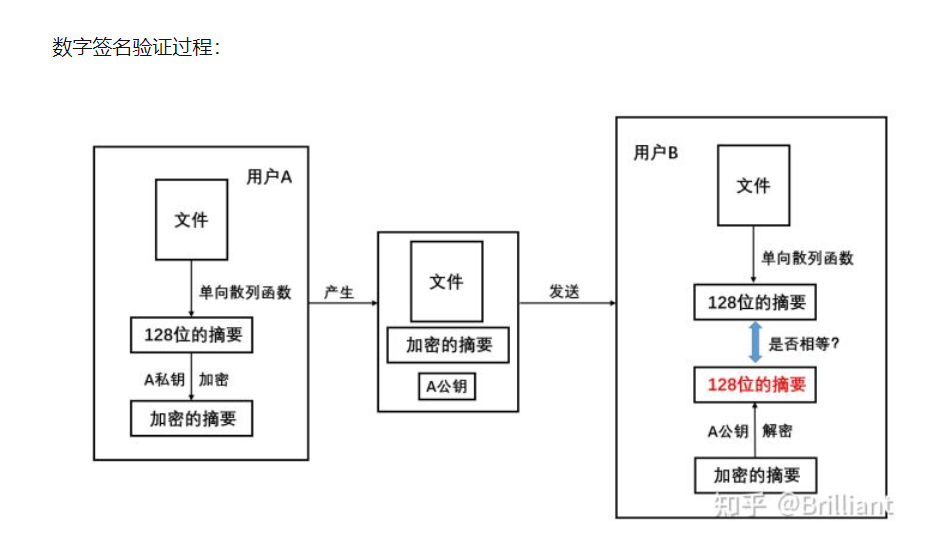 数字签名验证过程：
用户A
文件
单向散列函数
128位的摘要
A私钥 加密
加密的摘要
产生
文件
加密的摘要
A公钥
发送
用户B
文件
单向散列函数
128位的摘要
是否相等？
128位的摘要
A公钥 解密
加密的摘要
知乎 @Brilliant